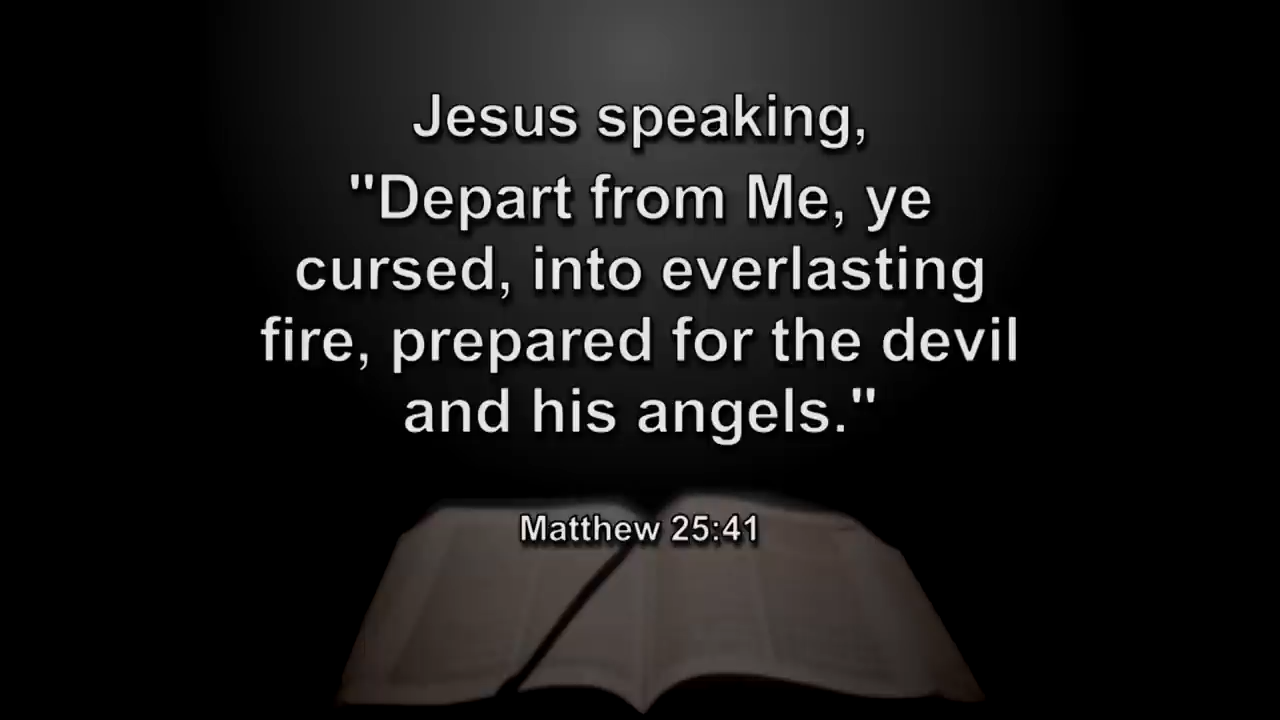 Jesus speaking,
"Depart from Me, ye
cursed, into everlasting
fire, prepared for the devil
and his angels."
Matthew 25:41